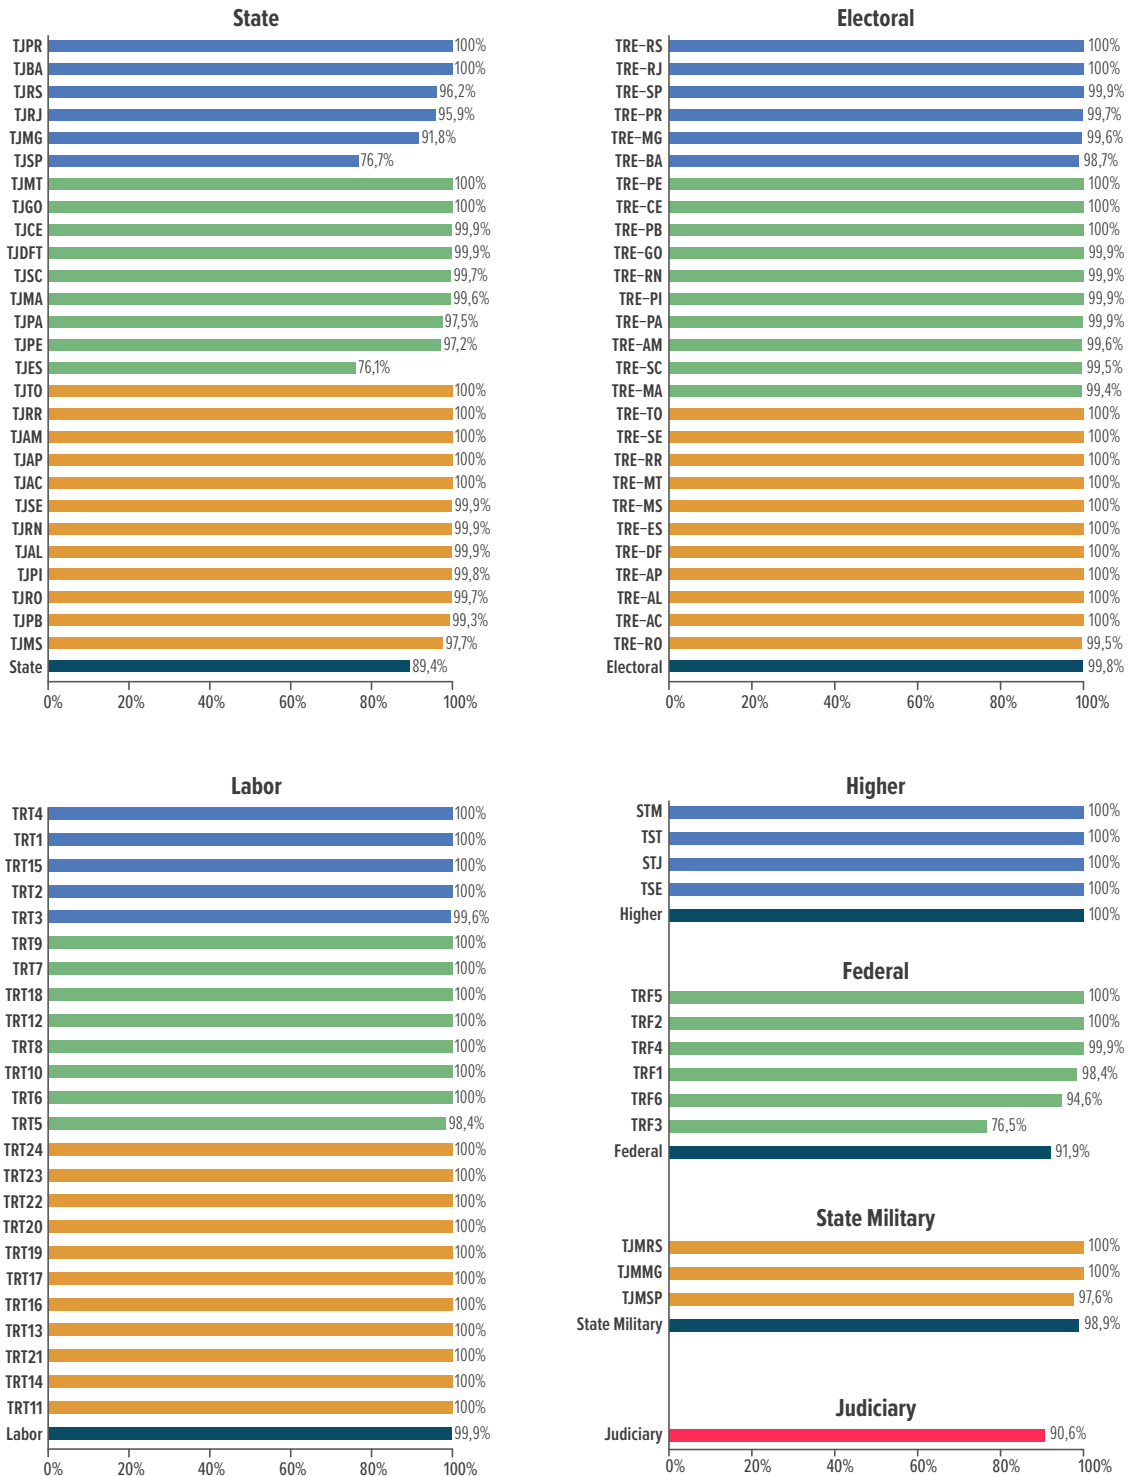 State
TJPR 100%
TJBA 100%
TJRS 96,2%
TJRJ 95,9%
TJMG 91,8%
TJSP 76,7%
TJMT 100%
TJGO 100%
TJCE 99,9%
TJDFT 99,9%
TJSC 99,7%
TJMA 99,6%
TJPA 97,5%
TJPE 97,2%
TJES 76,1%
TJTO 100%
TJRR 100%
TJAM 100%
TJAP 100%
TJAC 100%
TJSE 99,9%
TJRN 99,9%
TJAL 99,9%
TJPI 99,8%
TJRO 99,7%
TJPB 99,3%
TJMS 97,7%
State 89,4%
0% 20% 40% 60% 80% 100%
Electoral
TRE-RS 100%
TRE-RJ 100%
TRE-SP 99,9%
TRE-PR 99,7%
TRE-MG 99,6%
TRE-BA 98,7%
TRE-PE 100%
TRE-CE 100%
TRE-PB 100%
TRE-GO 99,9%
TRE-RN 99,9%
TRE-PI 99,9%
TRE-PA 99,9%
TRE-AM 99,6%
TRE-SC 99,5%
TRE-MA 99,4%
TRE-TO 100%
TRE-SE 100%
TRE-RR 100%
TRE-MT 100%
TRE-MS 100%
TRE-ES 100%
TRE-DF 100%
TRE-AP 100%
TRE-AL 100%
TRE-AC 100%
TRE-RO 99,5%
Electoral 99,8%
0% 20% 40% 60% 80% 100%
Labor
TRT4 100%
TRT1 100%
TRT15 100%
TRT2 100%
TRT3 99,6%
TRT9 100%
TRT7 100%
TRT18 100%
TRT12 100%
TRT8 100%
TRT10 100%
TRT6 100%
TRT5 98,4%
TRT24 100%
TRT23 100%
TRT22 100%
TRT20 100%
TRT19 100%
TRT17 100%
TRT16 100%
TRT13 100%
TRT21 100%
TRT14 100%
TRT11 100%
Labor 99,9%
0% 20% 40% 60% 80% 100%
Higher
STM 100%
TST 100%
STJ 100%
TSE 100%
Higher 100%
Federal
TRF5 100%
TRF2 100%
TRF4 99,9%
TRF1 98,4%
TRF6 94,6%
TRF3 76,5%
Federal 91,9%
State Military
TJMRS 100%
TJMMG 100%
TJMSP 97,6%
State Military 98,9%
Judiciary
Judiciary 90,6%
0% 20% 40% 60% 80% 100%